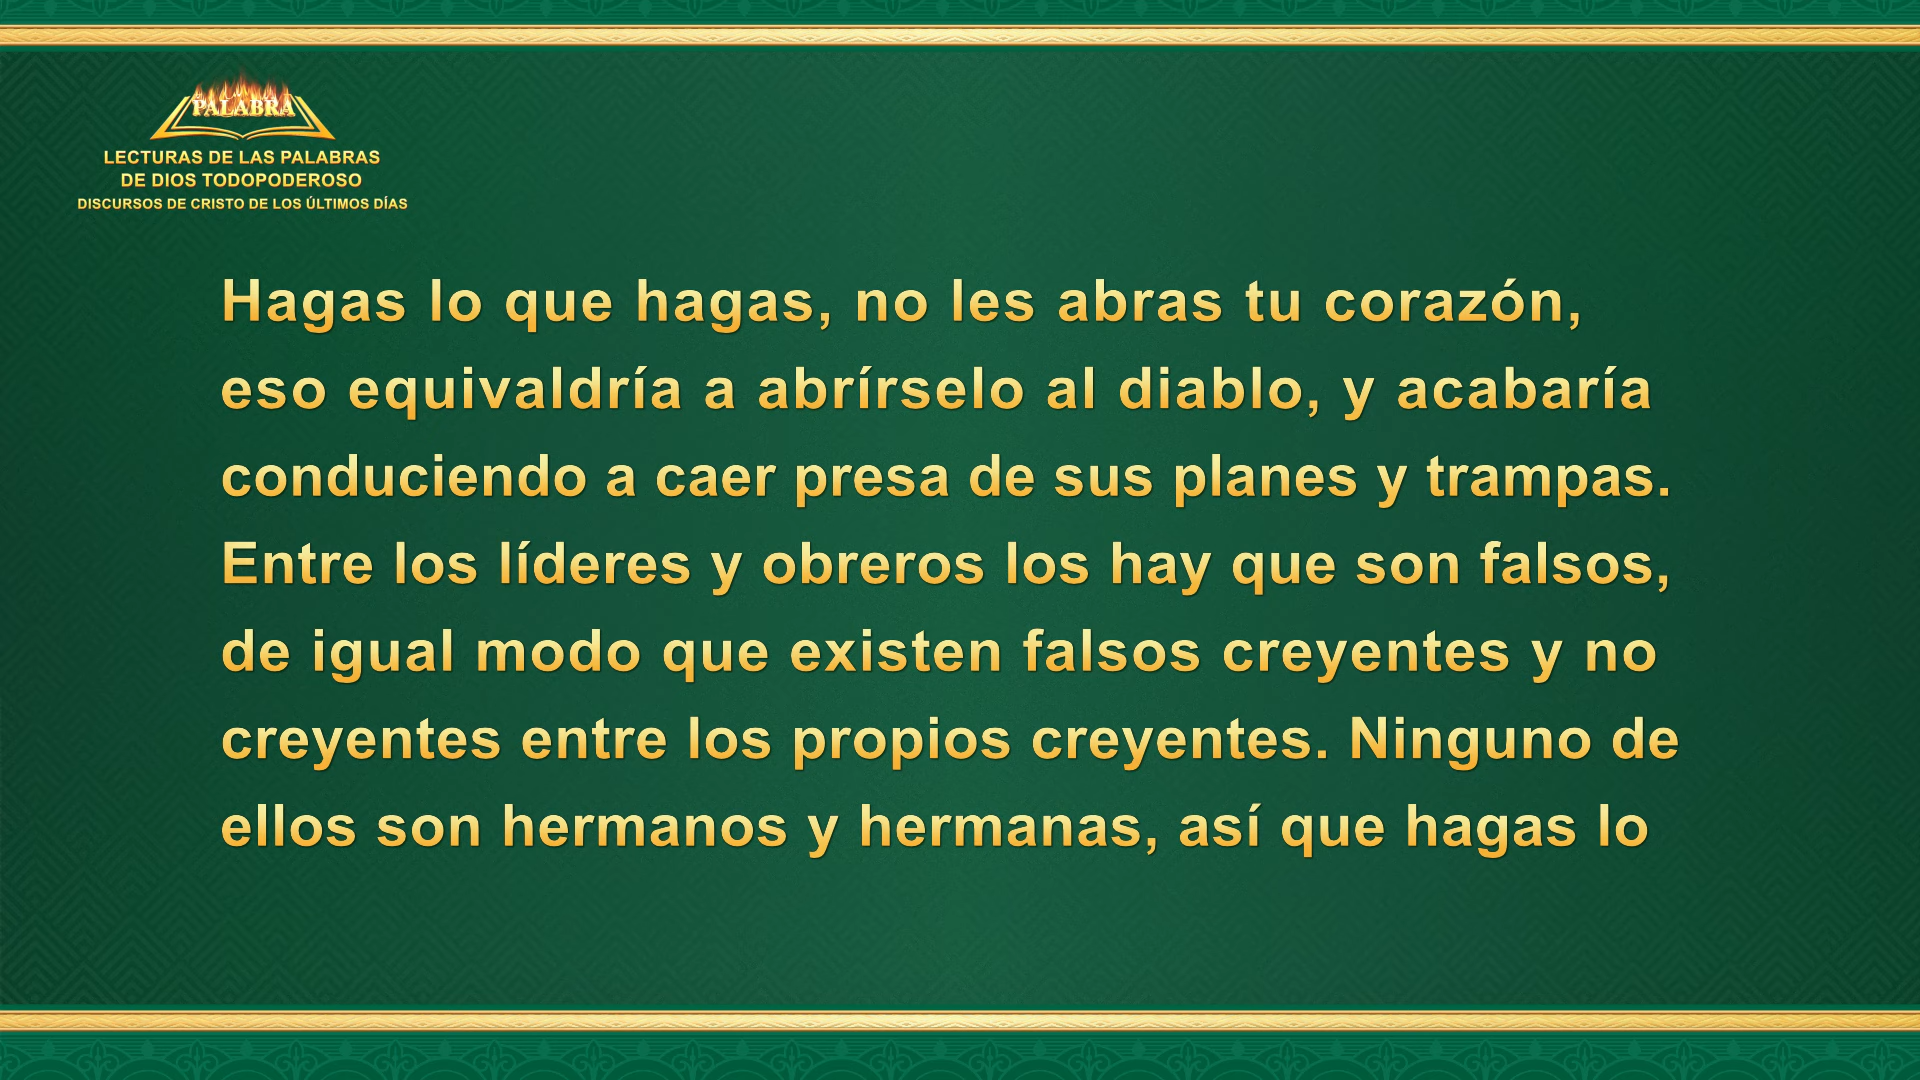 PALABRA
LECTURAS DE LAS PALABRAS
DE DIOS TODOPODEROSO
DISCURSOS DE CRISTO DE LOS ÚLTIMOS DÍAS
Hagas lo que hagas, no les abras tu corazón,
eso equivaldría a abrírselo al diablo, y acabaría
conduciendo a caer presa de sus planes y trampas.
Entre los líderes y obreros los hay que son falsos,
de igual modo que existen falsos creyentes y no
creyentes entre los propios creyentes. Ninguno de
ellos son hermanos y hermanas, así que hagas lo